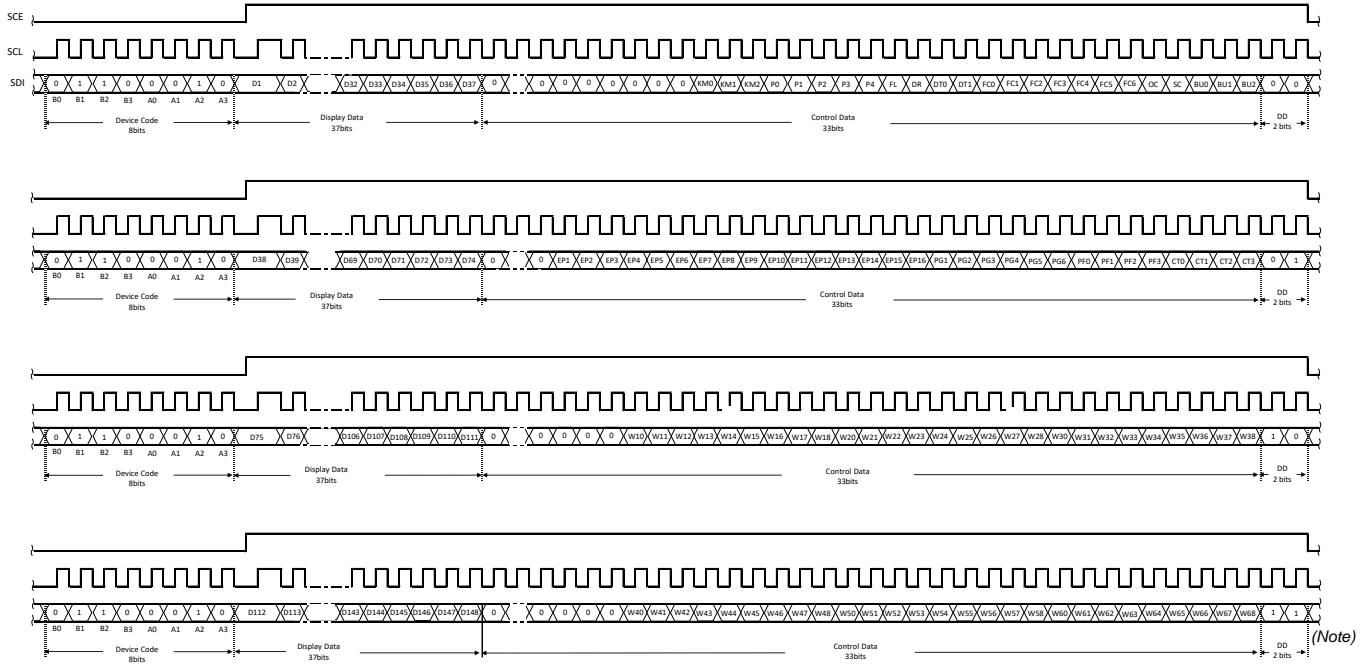 SCE
SCL
SDI 0 1 1 0 0 0 1 0 D1 D2 D32 D33 D34 D35 D36 D37 0 0 0 0 0 0 0 0 KM0 KM1 KM2 P0 P1 P2 P3 P4 FL DR DT0 DT1 FC0 FC1 FC2 FC3 FC4 FC5 FC6 OC SC BU0 BU1 BU2 0 0
B0 B1 B2 B3 A0 A1 A2 A3
Device Code Display Data Control Data DD
8bits 37bits 33bits 2 bits
0 1 1 0 0 0 1 0 D38 D39 D69 D70 D71 D72 D73 D74 0 0 EP1 EP2 EP3 EP4 EP5 EP6 EP7 EP8 EP9 EP10 EP11 EP12 EP13 EP14 EP15 EP16 PG1 PG2 PG3 PG4 PG5 PG6 PF0 PF1 PF2 PF3 CT0 CT1 CT2 CT3 0 1
B0 B1 B2 B3 A0 A1 A2 A3
Device Code Display Data Control Data DD
8bits 37bits 33bits 2 bits
0 1 1 0 0 0 1 0 D75 D76 D106 D107 D108 D109 D110 D111 0 0 0 0 0 W10 W11 W12 W13 W14 W15 W16 W17 W18 W20 W21 W22 W23 W24 W25 W26 W27 W28 W30 W31 W32 W33 W34 W35 W36 W37 W38 1 0
B0 B1 B2 B3 A0 A1 A2 A3
Device Code Display Data Control Data DD
8bits 37bits 33bits 2 bits
0 1 1 0 0 0 1 0 D112 D113 D143 D144 D145 D146 D147 D148 0 0 0 0 0 W40 W41 W42 W43 W44 W45 W46 W47 W48 W50 W51 W52 W53 W54 W55 W56 W57 W58 W60 W61 W62 W63 W64 W65 W66 W67 W68 1 1
B0 B1 B2 B3 A0 A1 A2 A3 (Note)
Device Code Display Data Control Data DD
8bits 37bits 33bits 2 bits